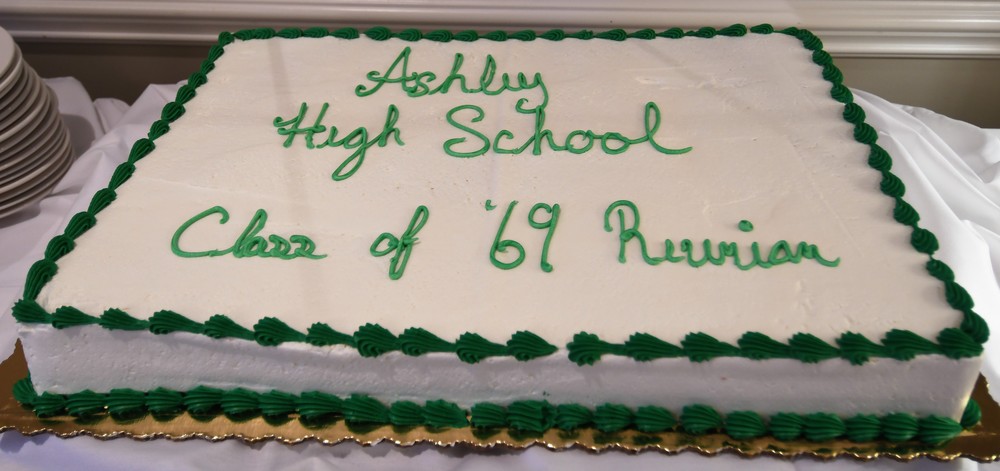 Ashley
High School
Class of '69 Reunion